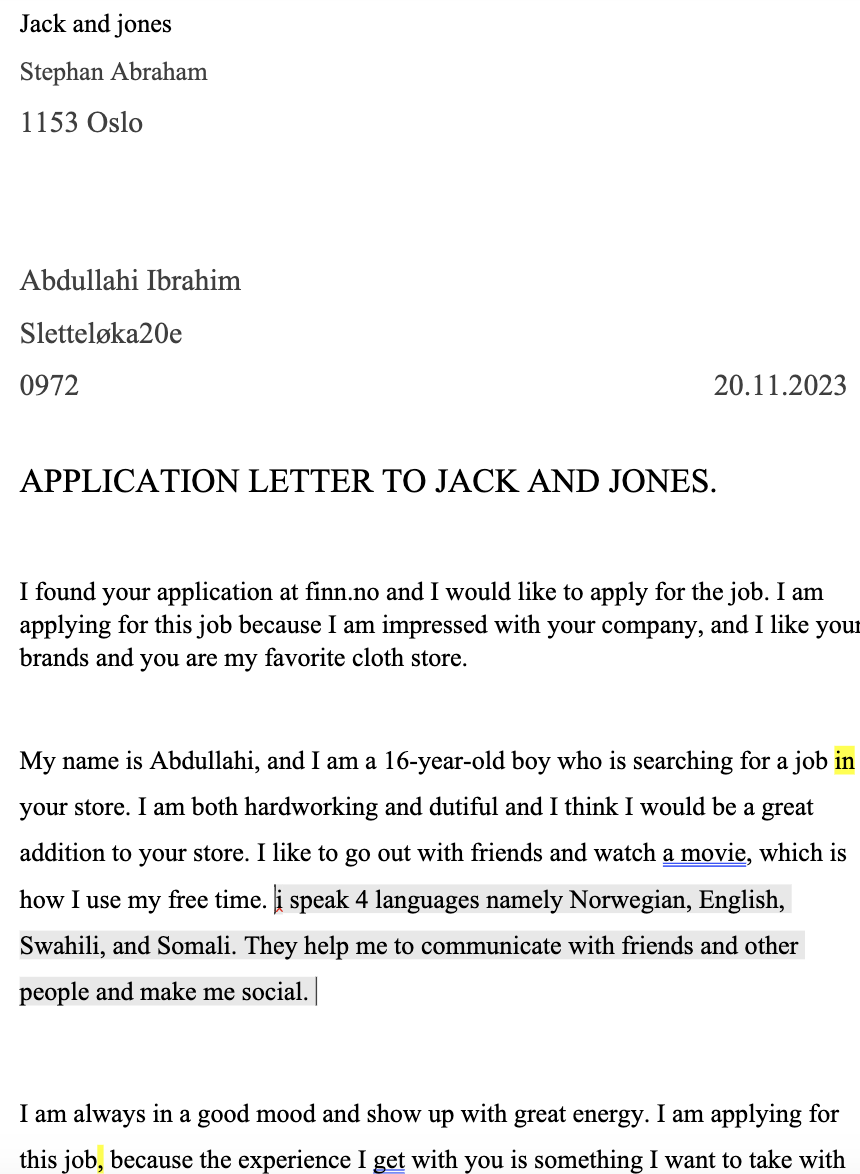 Jack and jones
Stephan Abraham
1153 Oslo
Abdullahi Ibrahim
Sletteløka20e
0972 20.11.2023
APPLICATION LETTER TO JACK AND JONES.
I found your application at finn.no and I would like to apply for the job. I am
applying for this job because I am impressed with your company, and I like your
brands and you are my favorite cloth store.
My name is Abdullahi, and I am a 16-year-old boy who is searching for a job in
your store. I am both hardworking and dutiful and I think I would be a great
addition to your store. I like to go out with friends and watch a movie, which is
how I use my free time. i speak 4 languages namely Norwegian, English,
Swahili, and Somali. They help me to communicate with friends and other
people and make me social.
I am always in a good mood and show up with great energy. I am applying for
this job, because the experience I get with you is something I want to take with